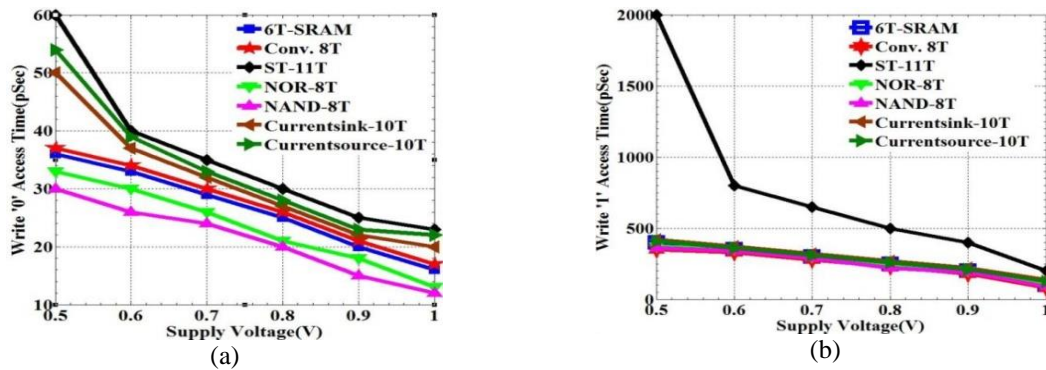 60
50
40
30
20
10
Write '0' Access Time(pSec)
6T-SRAM
Conv. 8T
ST-11T
NOR-8T
NAND-8T
Currentsink-10T
Currentsource-10T
0.5 0.6 0.7 0.8 0.9 1
Supply Voltage(V)
(a)
2000
1500
1000
500
0
Write '1' Access Time(pSec)
6T-SRAM
Conv. 8T
ST-11T
NOR-8T
NAND-8T
Currentsink-10T
Currentsource-10T
0.5 0.6 0.7 0.8 0.9 1
Supply Voltage(V)
(b)